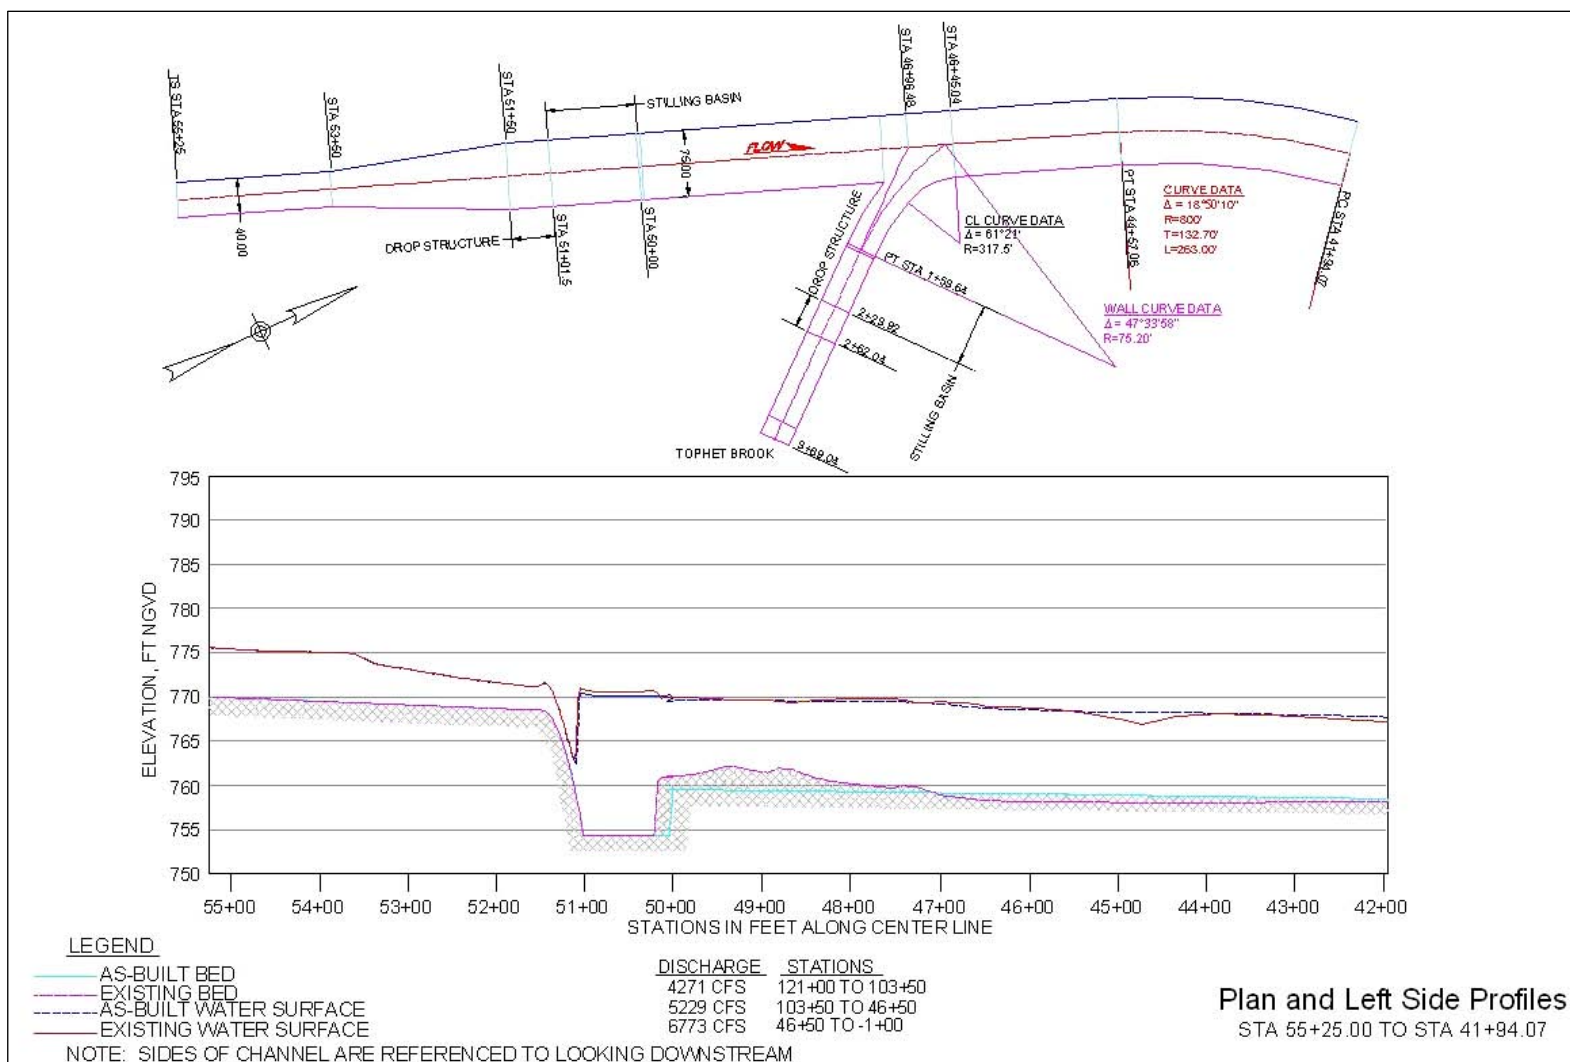 TS STA 55+25
STA 53+50
STA 51+50
STILLING BASIN
STA 46+96.48
STA 46+45.04
75.00
FLOW
40.00
DROP STRUCTURE
STA 51+01.5
STA 50+00
DROP STRUCTURE
CL CURVE DATA
Δ = 61°21'
R=317.5'
PT STA 44+57.06
CURVE DATA
Δ = 18°50'10"
R=800'
T=132.70'
L=263.00'
PC STA 41+94.07
PT STA 1+59.64
2+29.92
2+62.04
WALL CURVE DATA
Δ = 47°33'58"
R=75.20'
STILLING BASIN
TOPHET BROOK
795
790
785
780
775
770
765
760
755
750
ELEVATION, FT NGVD
55+00 54+00 53+00 52+00 51+00 50+00 49+00 48+00 47+00 46+00 45+00 44+00 43+00 42+00
STATIONS IN FEET ALONG CENTER LINE
LEGEND
AS-BUILT BED
EXISTING BED
AS-BUILT WATER SURFACE
EXISTING WATER SURFACE
DISCHARGE STATIONS
4271 CFS 121+00 TO 103+50
5229 CFS 103+50 TO 46+50
6773 CFS 46+50 TO -1+00
Plan and Left Side Profiles
STA 55+25.00 TO STA 41+94.07
NOTE: SIDES OF CHANNEL ARE REFERENCED TO LOOKING DOWNSTREAM